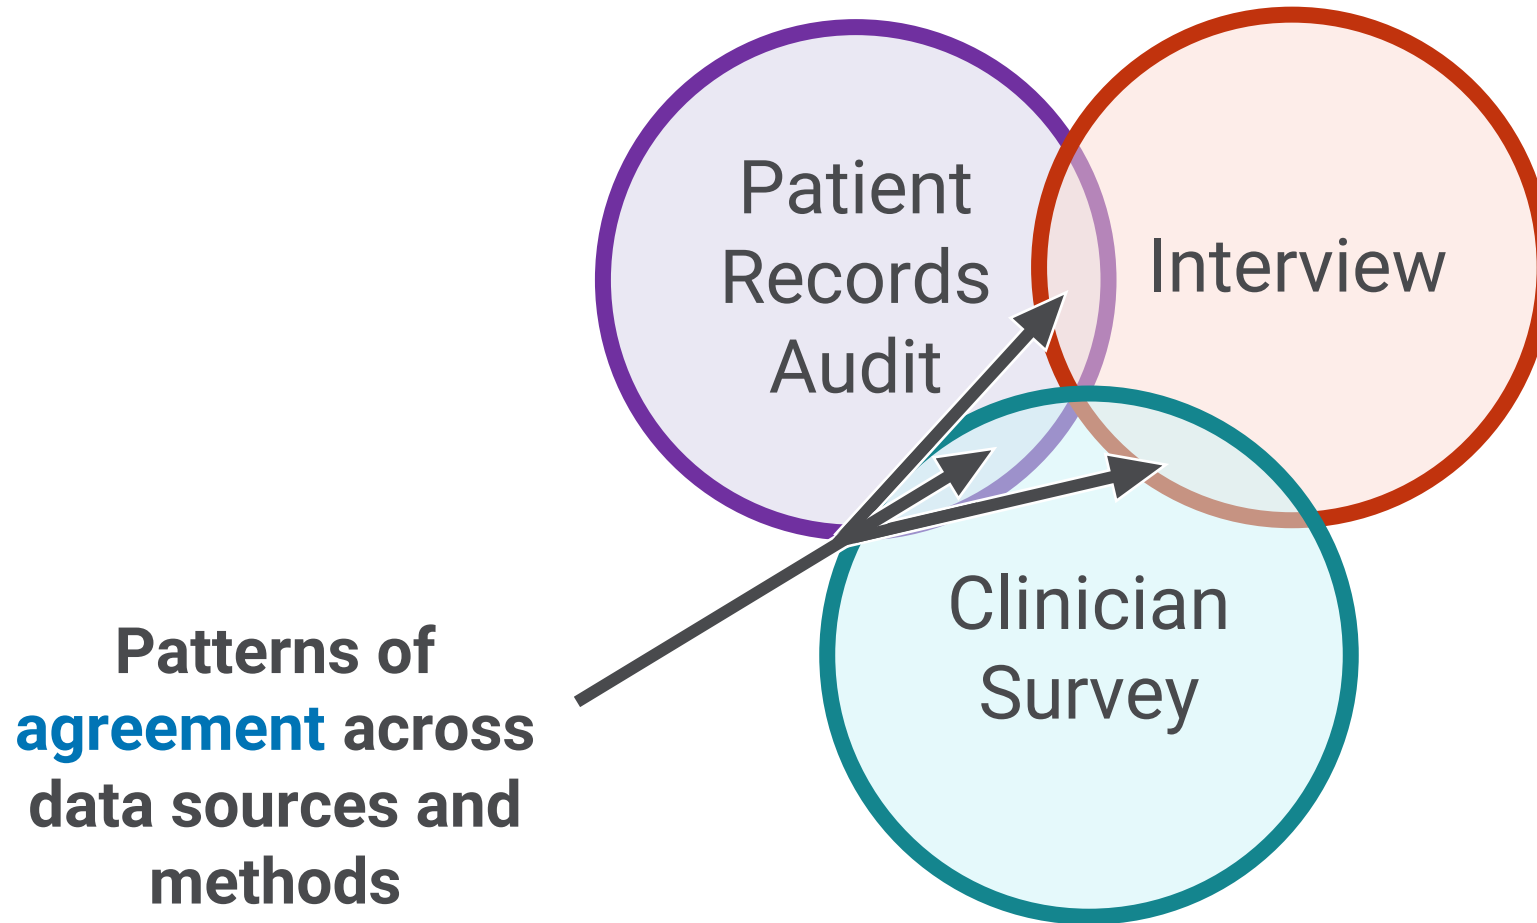 Patient
Records
Audit
Interview
Clinician
Survey
Patterns of
agreement across
data sources and
methods